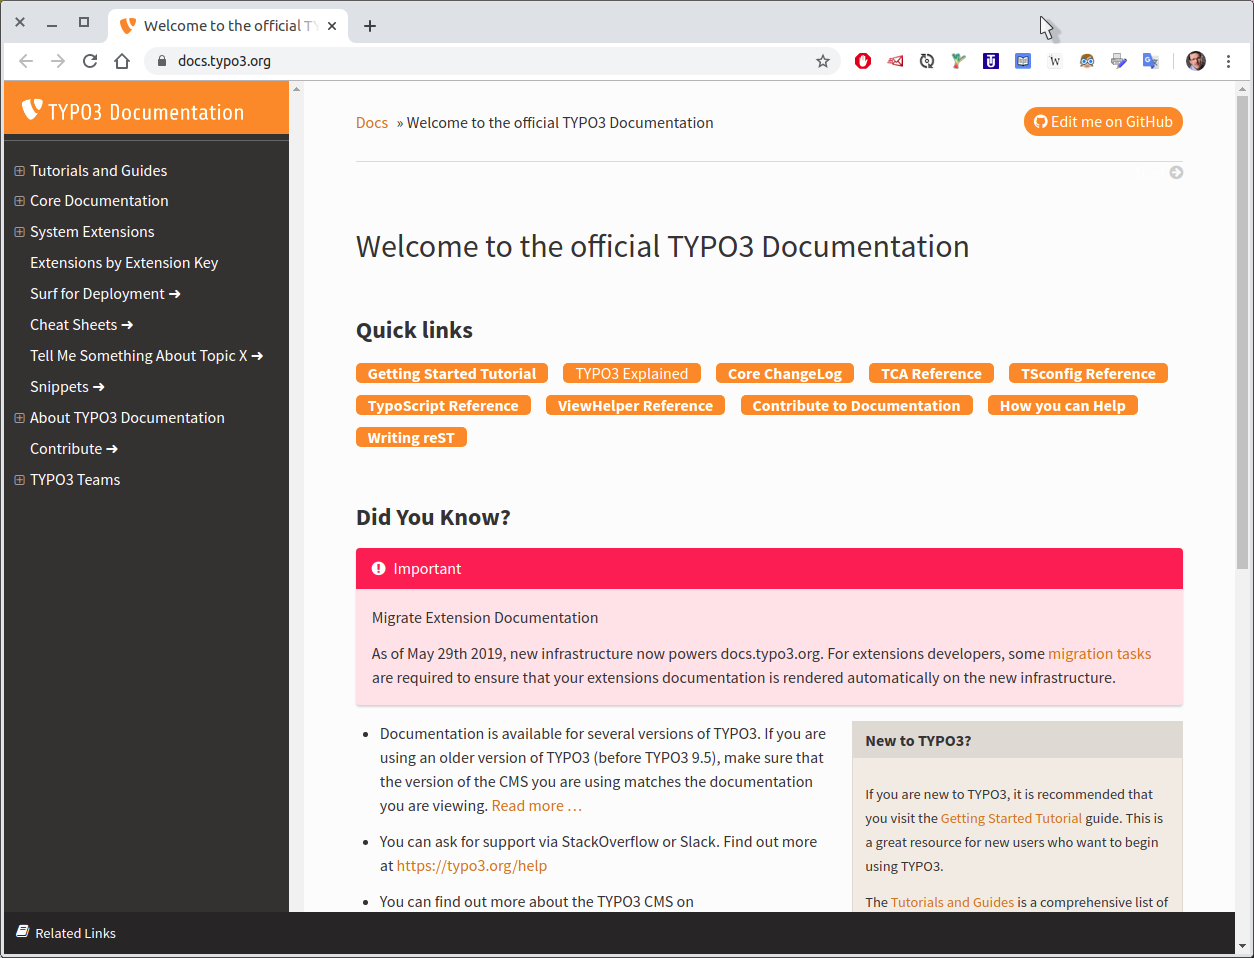 Welcome to the official T
docs.typo3.org
TYPO3 Documentation
Tutorials and Guides
Core Documentation
System Extensions
Extensions by Extension Key
Surf for Deployment ➜
Cheat Sheets ➜
Tell Me Something About Topic X ➜
Snippets ➜
About TYPO3 Documentation
Contribute ➜
TYPO3 Teams
Docs » Welcome to the official TYPO3 Documentation
Edit me on GitHub
Welcome to the official TYPO3 Documentation
Quick links
Getting Started Tutorial TYPO3 Explained Core ChangeLog TCA Reference TSconfig Reference
TypoScript Reference ViewHelper Reference Contribute to Documentation How you can Help
Writing reST
Did You Know?
Important
Migrate Extension Documentation
As of May 29th 2019, new infrastructure now powers docs.typo3.org. For extensions developers, some migration tasks
are required to ensure that your extensions documentation is rendered automatically on the new infrastructure.
• Documentation is available for several versions of TYPO3. If you are
using an older version of TYPO3 (before TYPO3 9.5), make sure that
the version of the CMS you are using matches the documentation
you are viewing. Read more …
• You can ask for support via StackOverflow or Slack. Find out more
at https://typo3.org/help
• You can find out more about the TYPO3 CMS on
New to TYPO3?
If you are new to TYPO3, it is recommended that
you visit the Getting Started Tutorial guide. This is
a great resource for new users who want to begin
using TYPO3.
The Tutorials and Guides is a comprehensive list of
Related Links